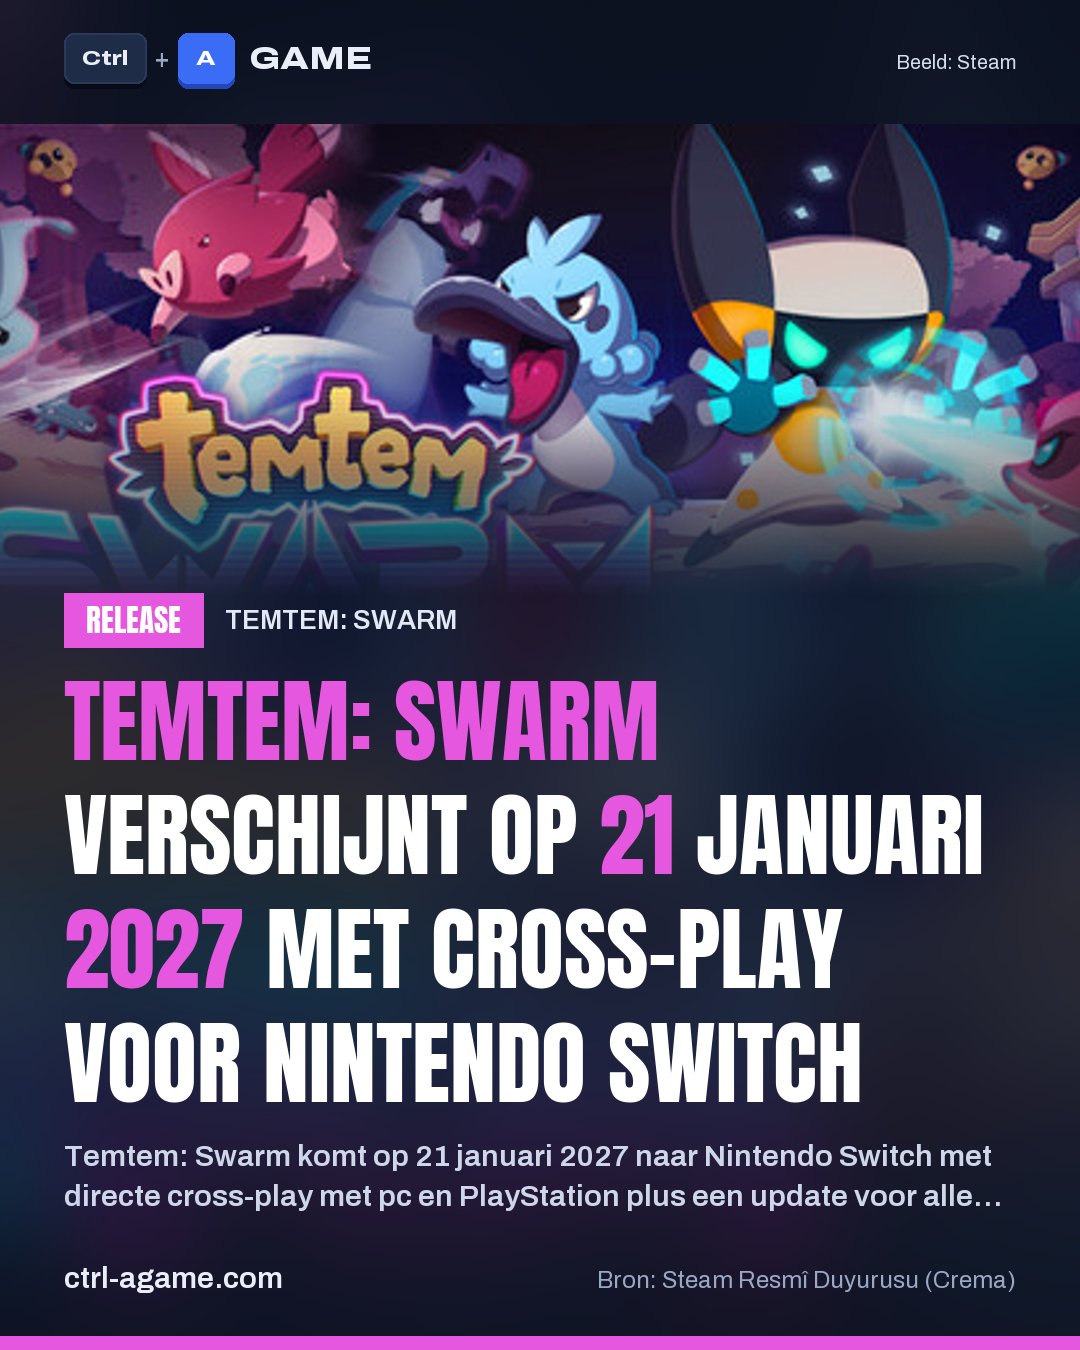 Ctrl + A GAME
Beeld: Steam
temtem
SWARM
RELEASE TEMTEM: SWARM
TEMTEM: SWARM
VERSCHIJNT OP 21 JANUARI
2027 MET CROSS-PLAY
VOOR NINTENDO SWITCH
Temtem: Swarm komt op 21 januari 2027 naar Nintendo Switch met
directe cross-play met pc en PlayStation plus een update voor alle...
ctrl-agame.com
Bron: Steam Resmî Duyurusu (Crema)